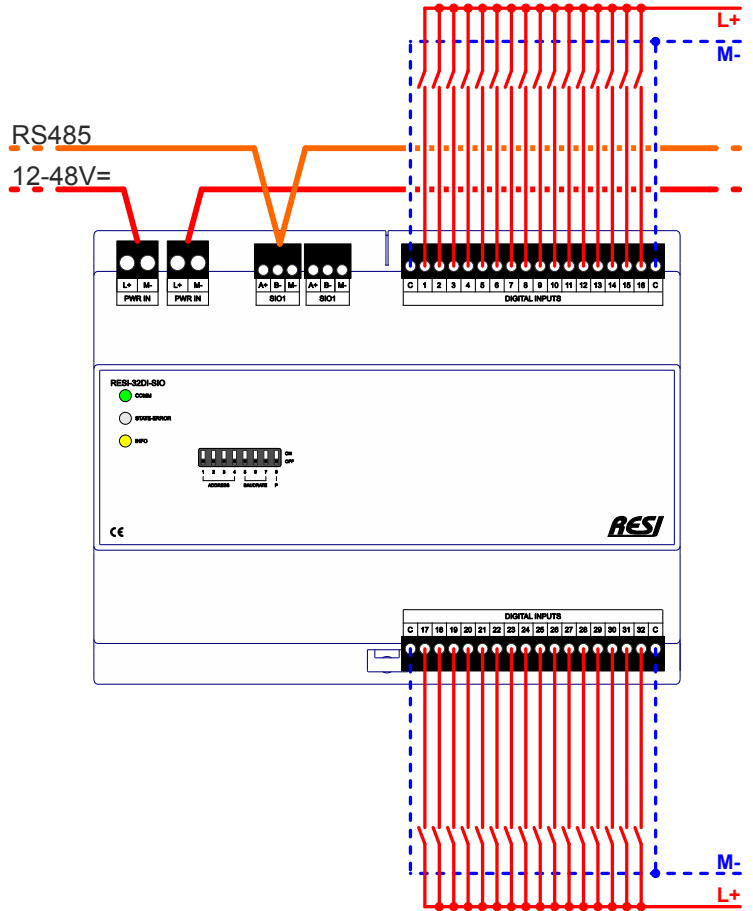 L+
M-
RS485
12-48V=
L+ M- L+ M- A+ B- M- A+ B- M- C 1 2 3 4 5 6 7 8 9 10 11 12 13 14 15 16 C
PWR IN PWR IN SIO1 SIO1 DIGITAL INPUTS
RESI-32DI-SIO
COMM
STATE-ERROR
INFO
ON
OFF
1 2 3 4 5 6 7 8
ADDRESS BAUDRATE P
CE RESI
DIGITAL INPUTS
C 17 18 19 20 21 22 23 24 25 26 27 28 29 30 31 32 C
M-
L+